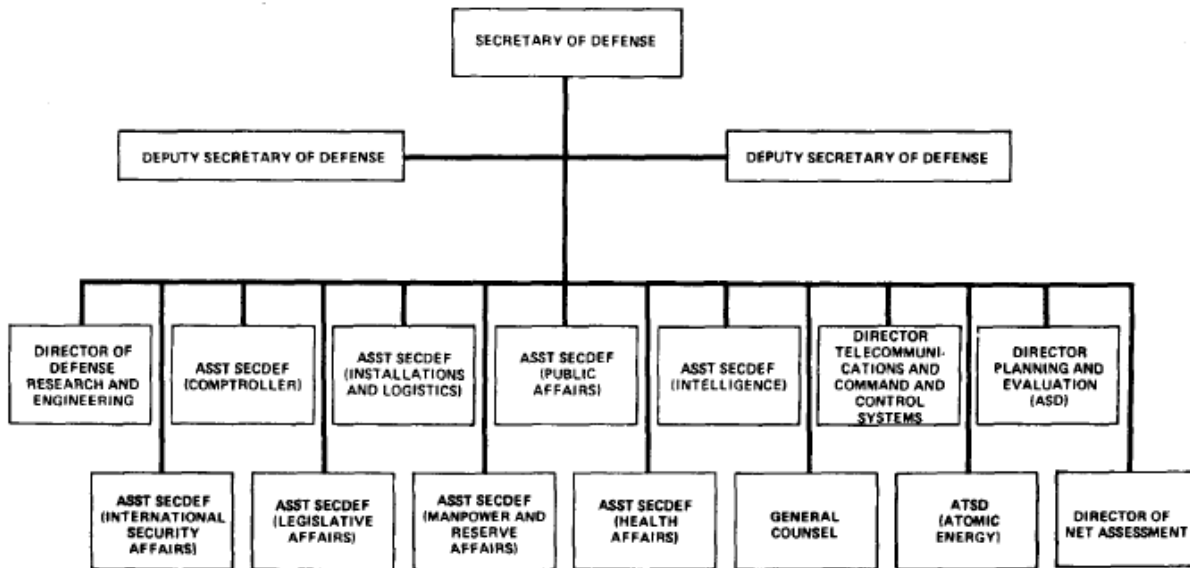 SECRETARY OF DEFENSE
DEPUTY SECRETARY OF DEFENSE
DEPUTY SECRETARY OF DEFENSE
DIRECTOR OF
DEFENSE
RESEARCH AND
ENGINEERING
ASST SECDEF
(COMPTROLLER)
ASST SECDEF
(INSTALLATIONS
AND LOGISTICS)
ASST SECDEF
(PUBLIC
AFFAIRS)
ASST SECDEF
(INTELLIGENCE)
DIRECTOR
TELECOMMUNI-
CATIONS AND
COMMAND AND
CONTROL
SYSTEMS
DIRECTOR
PLANNING AND
EVALUATION
(ASD)
ASST SECDEF
(INTERNATIONAL
SECURITY
AFFAIRS)
ASST SECDEF
(LEGISLATIVE
AFFAIRS)
ASST SECDEF
(MANPOWER AND
RESERVE
AFFAIRS)
ASST SECDEF
(HEALTH
AFFAIRS)
GENERAL
COUNSEL
ATSD
(ATOMIC
ENERGY)
DIRECTOR OF
NET ASSESSMENT